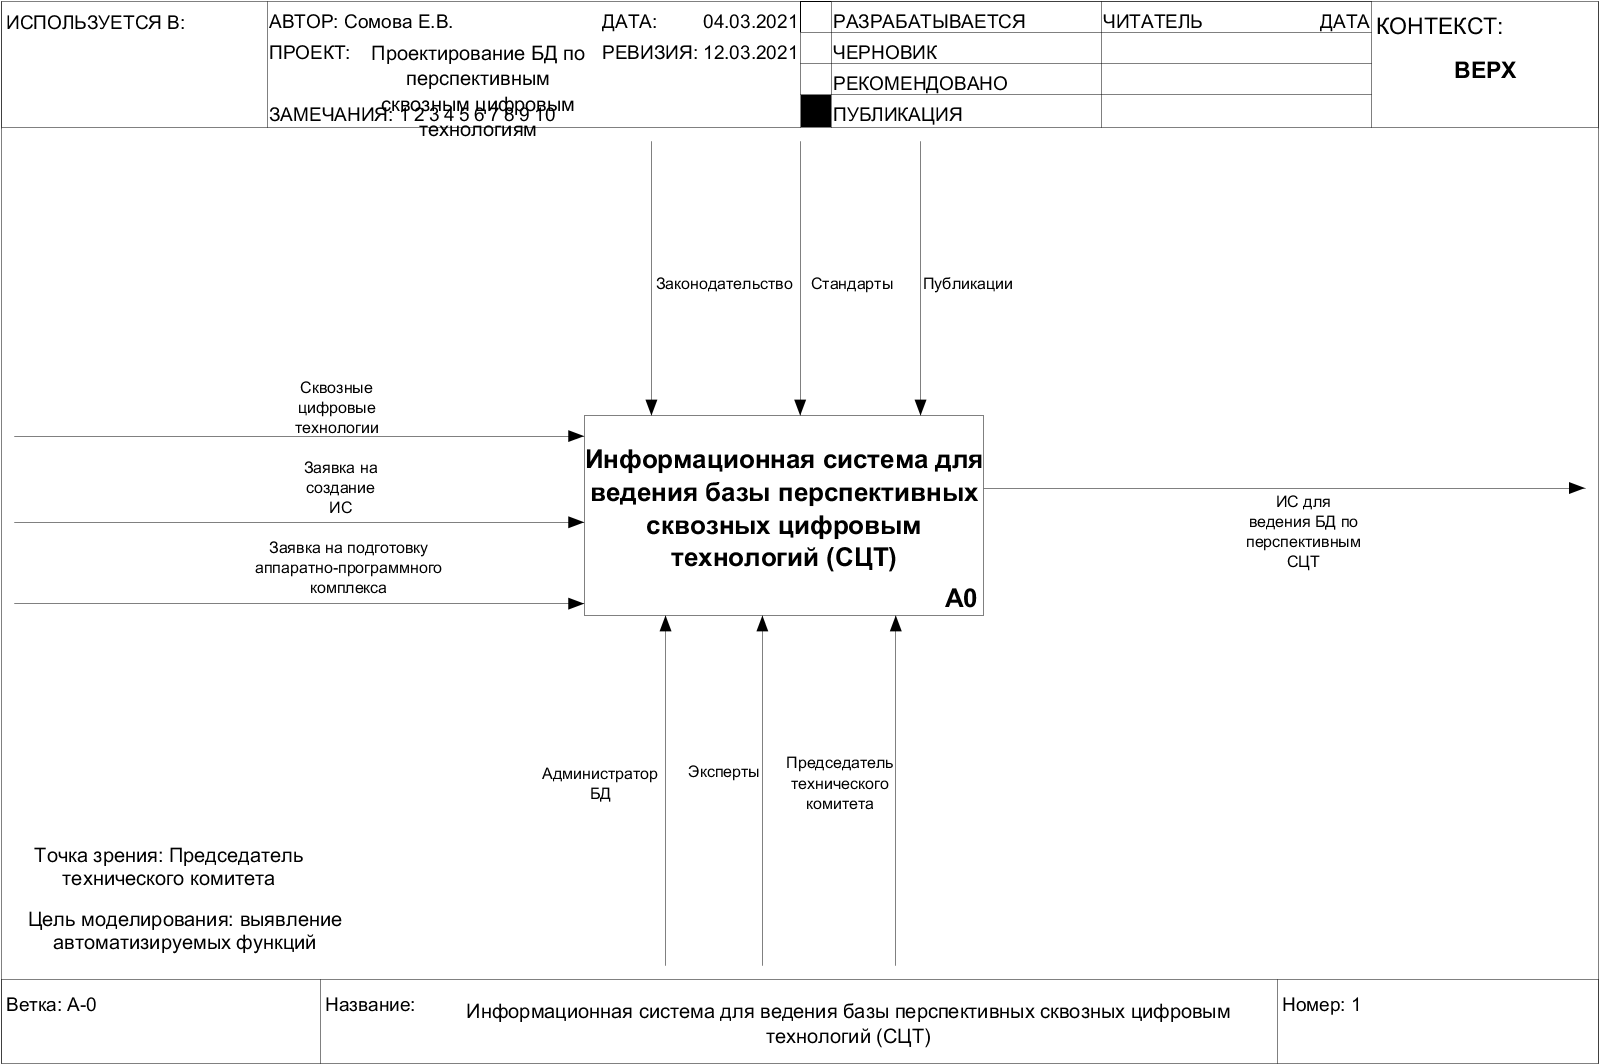 ИСПОЛЬЗУЕТСЯ В:
АВТОР: Сомова Е.В.
ДАТА: 04.03.2021
ПРОЕКТ: Проектирование БД по
перспективным
сквозным цифровым
технологиям
РЕВИЗИЯ: 12.03.2021
ЗАМЕЧАНИЯ: 1 2 3 4 5 6 7 8 9 10
РАЗРАБАТЫВАЕТСЯ
ЧЕРНОВИК
РЕКОМЕНДОВАНО
ПУБЛИКАЦИЯ
ЧИТАТЕЛЬ ДАТА
КОНТЕКСТ:
ВЕРХ
Законодательство
Стандарты
Публикации
Сквозные
цифровые
технологии
Заявка на
создание
ИС
Заявка на подготовку
аппаратно-программного
комплекса
Информационная система для
ведения базы перспективных
сквозных цифровым
технологий (СЦТ)
A0
ИС для
ведения БД по
перспективным
СЦТ
Администратор
БД
Эксперты
Председатель
технического
комитета
Точка зрения: Председатель
технического комитета
Цель моделирования: выявление
автоматизируемых функций
Ветка: A-0
Название:
Информационная система для ведения базы перспективных сквозных цифровым
технологий (СЦТ)
Номер: 1